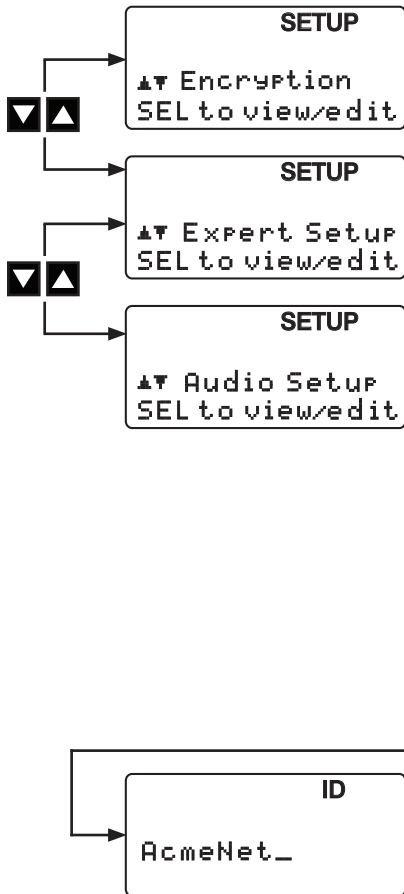 SETUP
Encryption
SEL to view/edit
SETUP
Expert Setup
SEL to view/edit
SETUP
Audio Setup
SEL to view/edit
ID
AcmeNet_